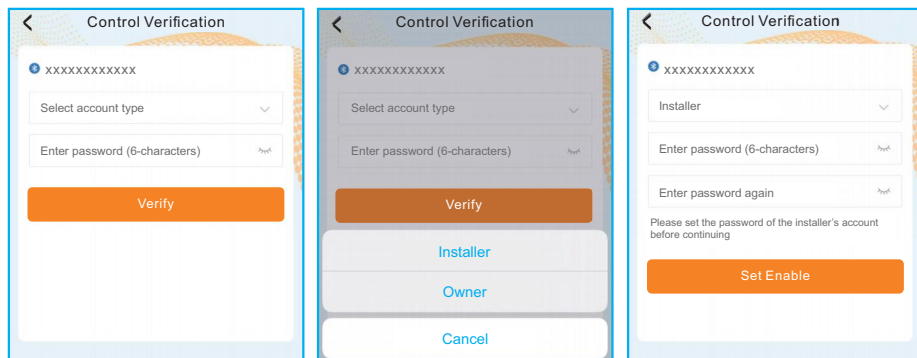 Control Verification
xxxxxxxxxxxx
Select account type
Enter password (6-characters)
Verify
Control Verification
xxxxxxxxxxxx
Select account type
Enter password (6-characters)
Verify
Installer
Owner
Cancel
Control Verification
xxxxxxxxxxxx
Installer
Enter password (6-characters)
Enter password again
Please set the password of the installer's account
before continuing
Set Enable